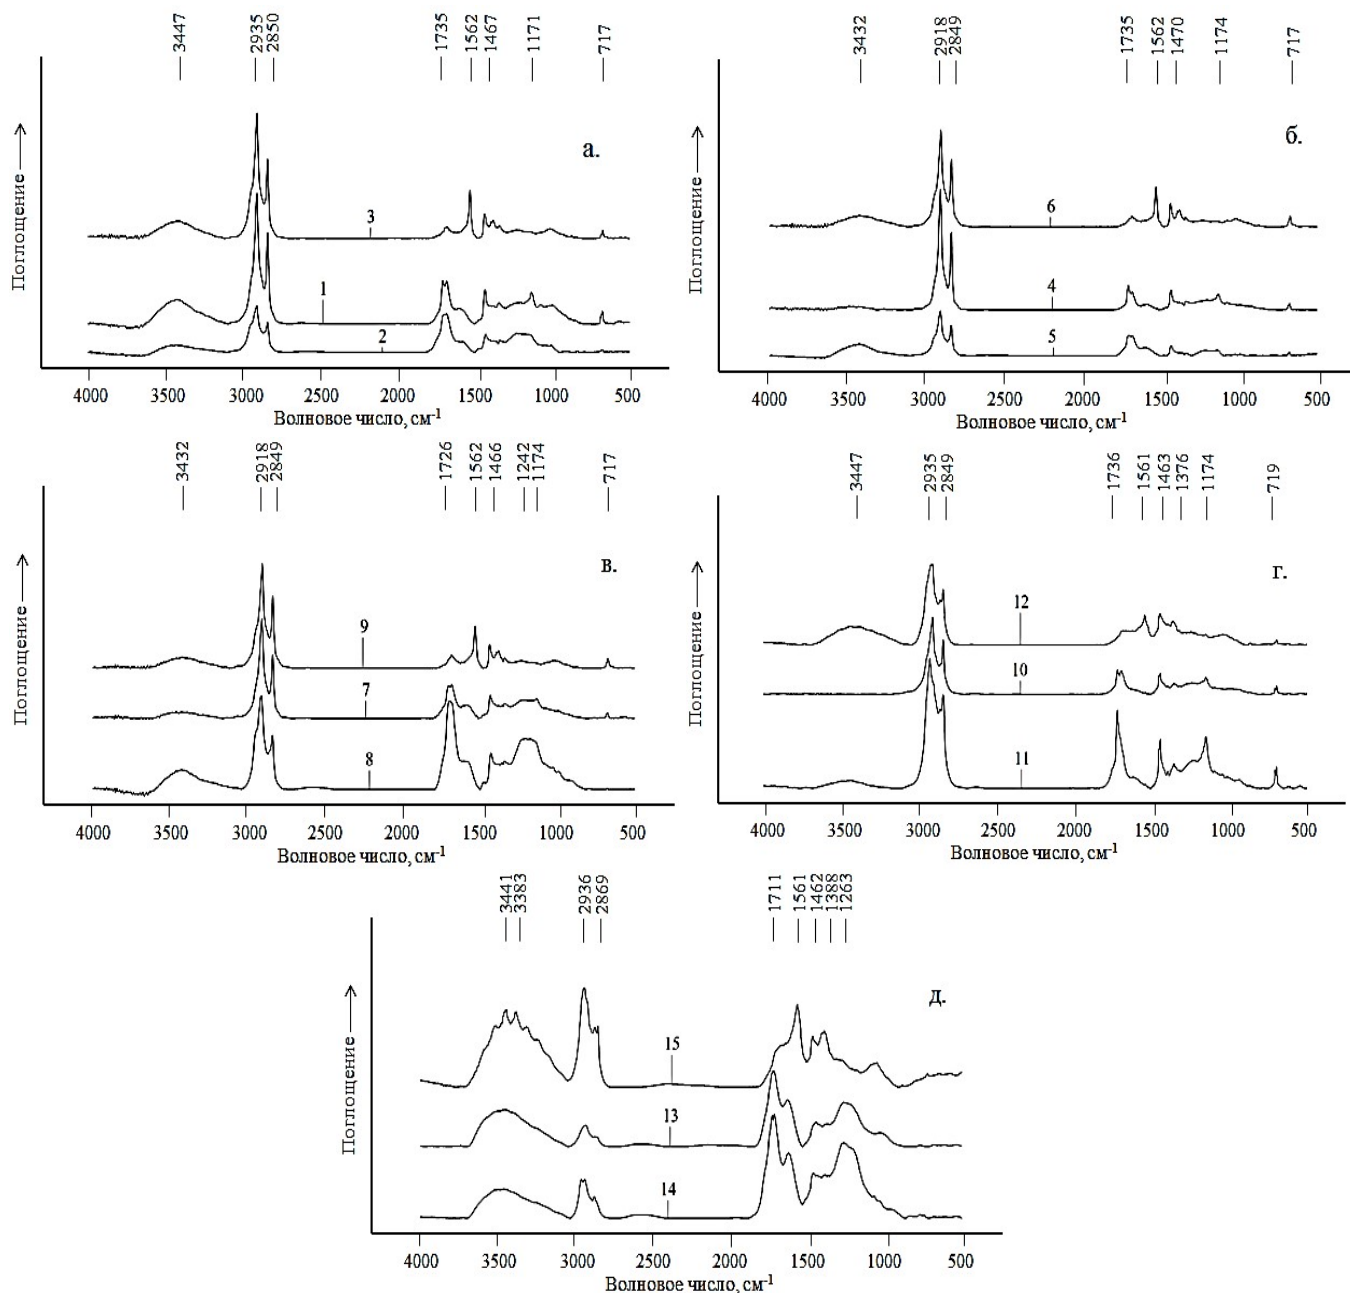 3447 2935 2850 1735 1562 1467 1171 717
Поглощение
а.
3
1
2
4000 3000 2500 2000 1500 1000 500
Волновое число, см-1
3432 2918 2849 1735 1562 1470 1174 717
Поглощение
б.
6
4
5
4000 3500 3000 2500 2000 1500 1000 500
Волновое число, см-1
3432 2918 2849 1726 1562 1466 1242 1174 717
Поглощение
в.
9
7
8
4000 3500 3000 2500 2000 1500 1000 500
Волновое число, см-1
3447 2935 2849 1736 1561 1463 1376 1174 719
Поглощение
г.
12
10
11
4000 3500 3000 2500 2000 1500 1000 500
Волновое число, см-1
3441 3383 2936 2869 1711 1561 1462 1388 1263
Поглощение
д.
15
13
14
4000 3500 3000 2500 2000 1500 1000 500
Волновое число, см-1